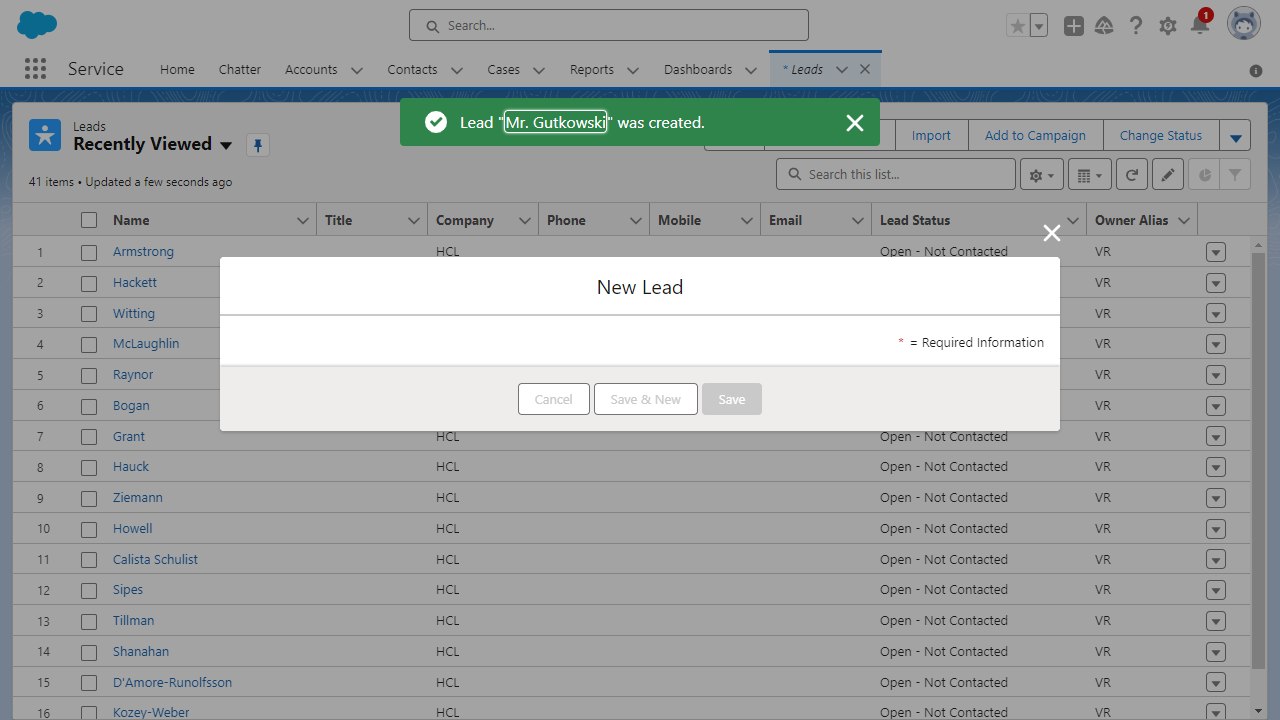 Search...
1
Service
Home
Chatter
Accounts
Contacts
Cases
Reports
Dashboards
* Leads
Lead "Mr. Gutkowski" was created.
Leads
Recently Viewed
Import
Add to Campaign
Change Status
41 items • Updated a few seconds ago
Search this list...
Name Title Company Phone Mobile Email Lead Status Owner Alias
1 Armstrong HCL Open - Not Contacted VR
2 Hackett VR
3 Witting VR
4 McLaughlin VR
5 Raynor VR
6 Bogan VR
New Lead
* = Required Information
Cancel
Save & New
Save
7 Grant HCL Open - Not Contacted VR
8 Hauck HCL Open - Not Contacted VR
9 Ziemann HCL Open - Not Contacted VR
10 Howell HCL Open - Not Contacted VR
11 Calista Schulist HCL Open - Not Contacted VR
12 Sipes HCL Open - Not Contacted VR
13 Tillman HCL Open - Not Contacted VR
14 Shanahan HCL Open - Not Contacted VR
15 D'Amore-Runolfsson HCL Open - Not Contacted VR
16 Kozey-Weber HCL Open - Not Contacted VR